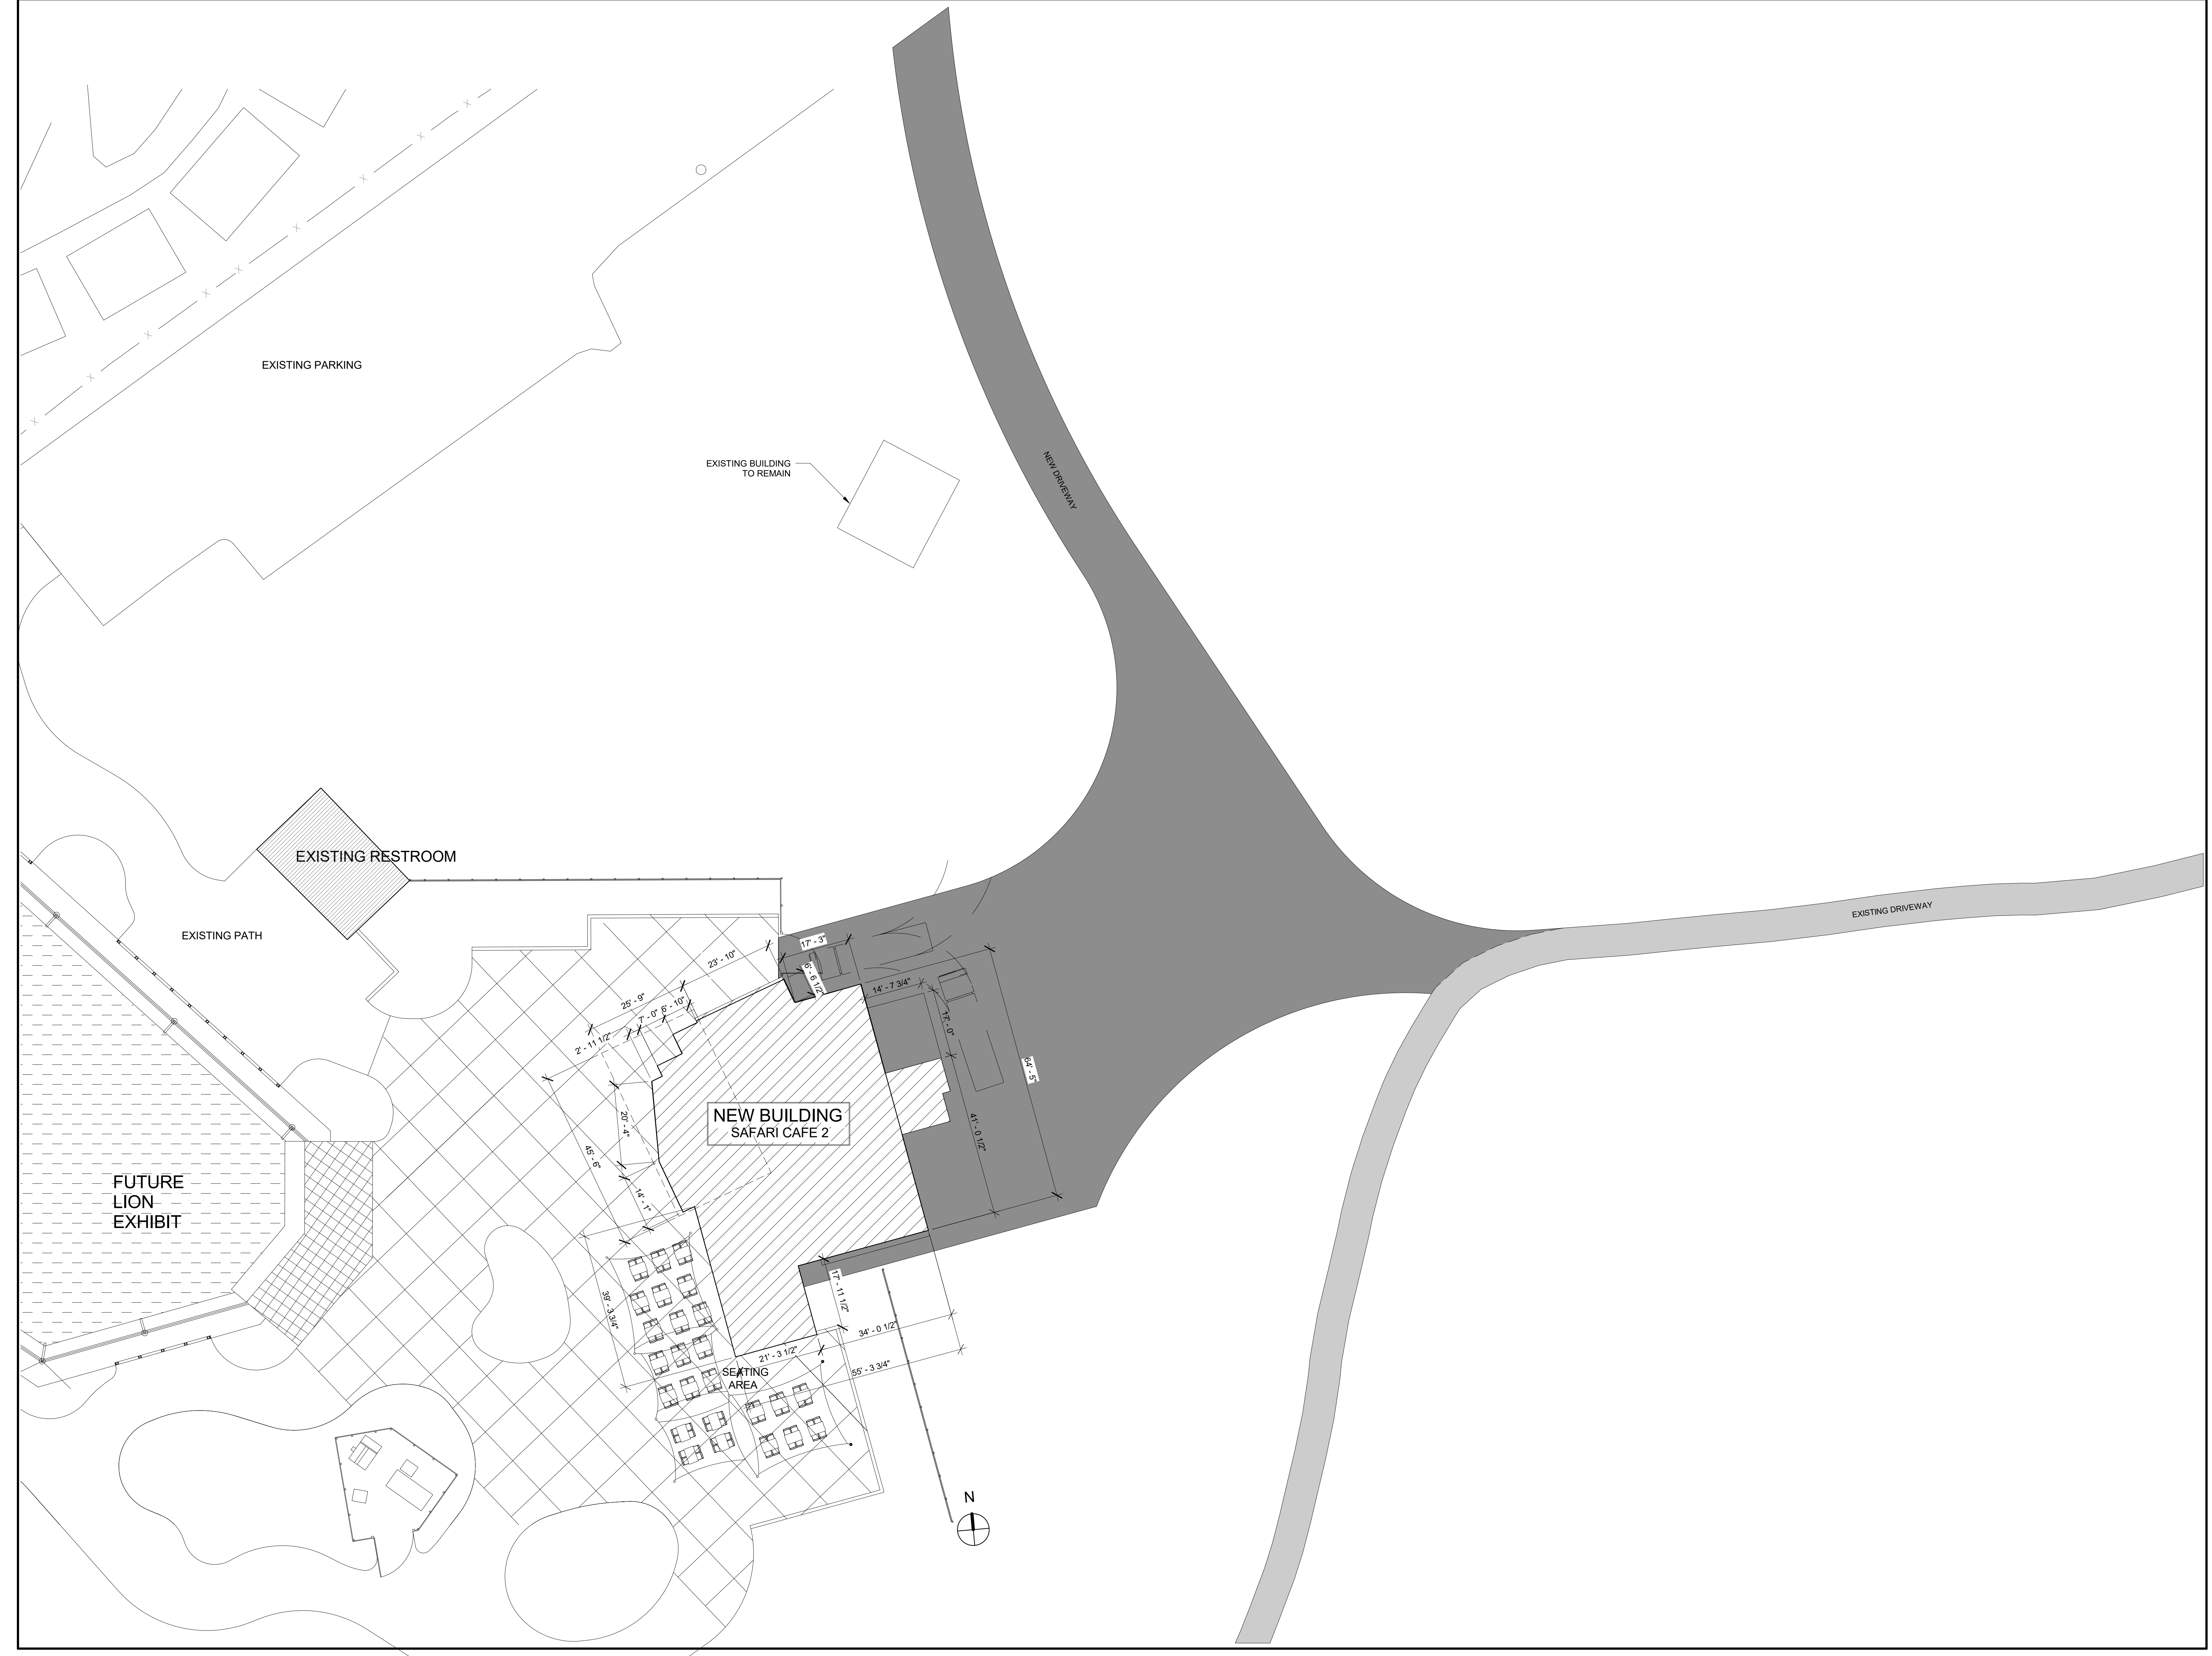 EXISTING PARKING
EXISTING BUILDING
TO REMAIN
NEW DRIVEWAY
EXISTING RESTROOM
EXISTING PATH
EXISTING DRIVEWAY
17' - 3"
23' - 10"
6' - 6 1/2"
14' - 7 3/4"
25' - 9"
7' - 0"
6' - 10"
2' - 11 1/2"
17' - 0"
64' - 5"
20' - 4"
45' - 6"
41' - 0 1/2"
NEW BUILDING
SAFARI CAFE 2
14' - 1"
FUTURE
LION
EXHIBIT
39' - 3 3/4"
17' - 11 1/2"
34' - 0 1/2"
21' - 3 1/2"
55' - 3 3/4"
SEATING
AREA
N